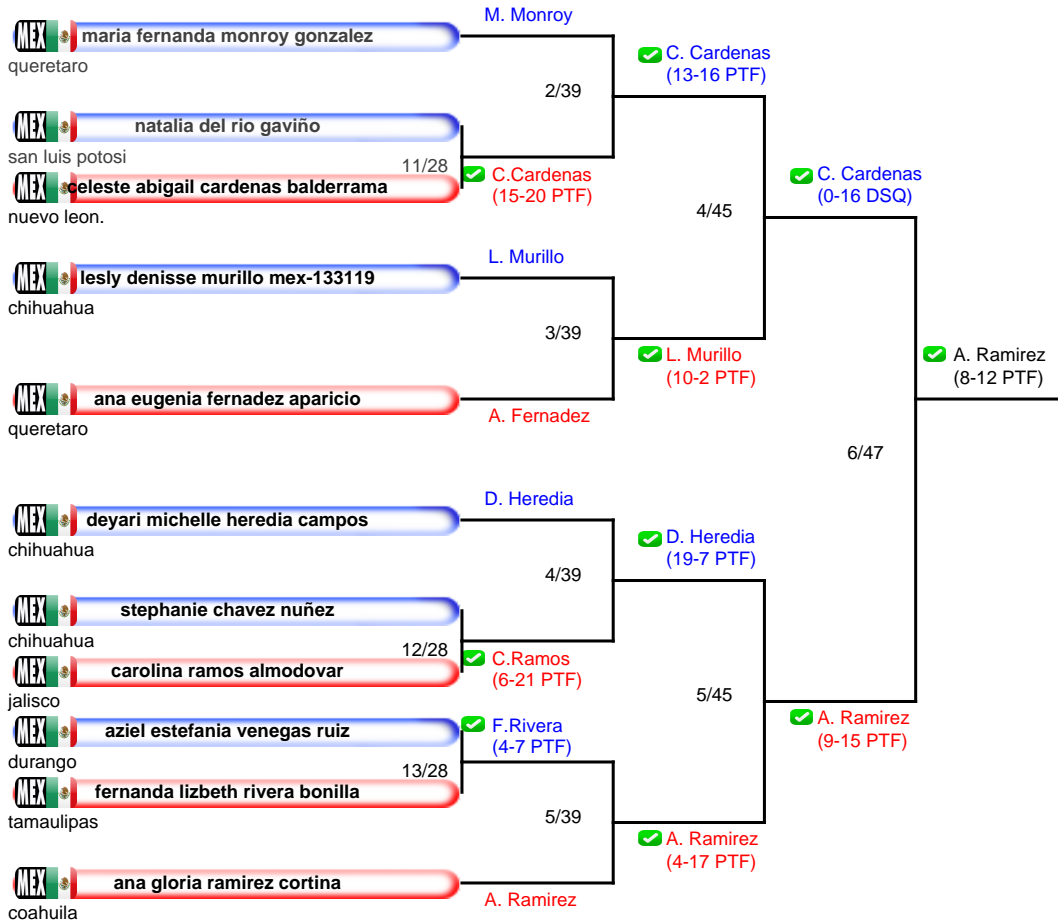 M. Monroy
MEX maria fernanda monroy gonzalez
queretaro
2/39
C. Cardenas
(13-16 PTF)
MEX natalia del rio gaviño
san luis potosi
11/28
MEX celeste abigail cardenas balderrama
nuevo leon.
C.Cardenas
(15-20 PTF)
4/45
C. Cardenas
(0-16 DSQ)
L. Murillo
MEX lesly denisse murillo mex-133119
chihuahua
3/39
L. Murillo
(10-2 PTF)
MEX ana eugenia fernadez aparicio
queretaro
A. Fernadez
6/47
A. Ramirez
(8-12 PTF)
D. Heredia
MEX deyari michelle heredia campos
chihuahua
4/39
D. Heredia
(19-7 PTF)
MEX stephanie chavez nuñez
chihuahua
12/28
MEX carolina ramos almodovar
jalisco
C.Ramos
(6-21 PTF)
5/45
A. Ramirez
(9-15 PTF)
MEX aziel estefania venegas ruiz
durango
F.Rivera
(4-7 PTF)
13/28
MEX fernanda lizbeth rivera bonilla
tamaulipas
5/39
A. Ramirez
(4-17 PTF)
MEX ana gloria ramirez cortina
coahuila
A. Ramirez